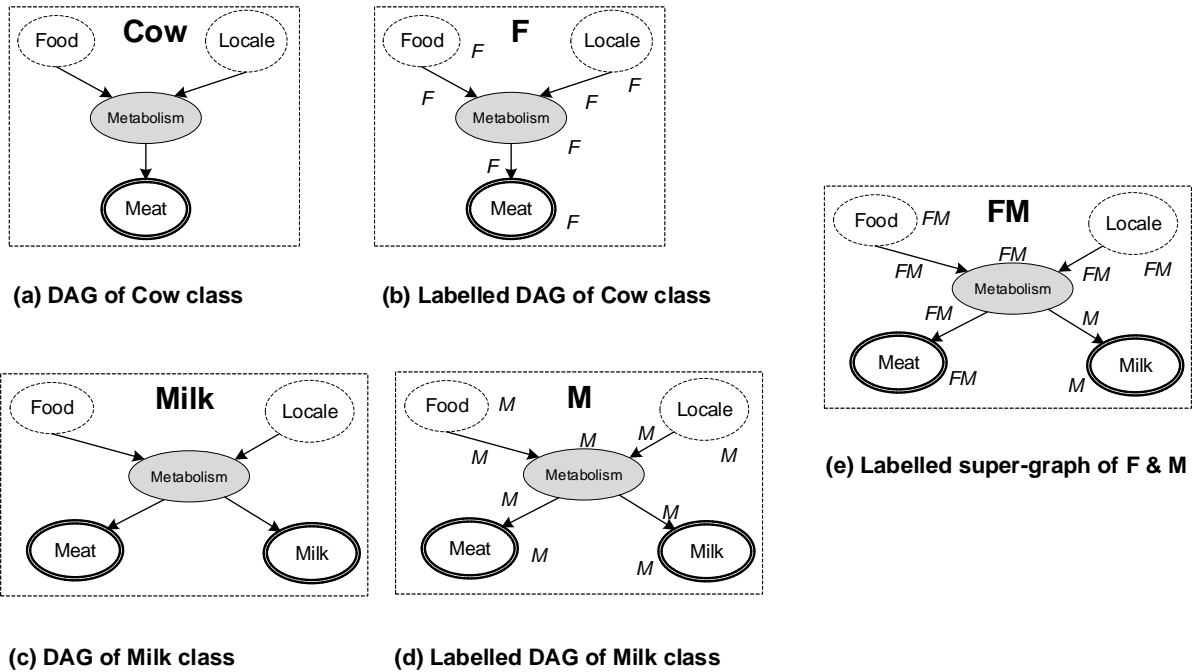 Cow
Food
Locale
Metabolism
Meat
(a) DAG of Cow class
F
Food
F
Locale
F
F
F
Metabolism
F
F
Meat
F
(b) Labelled DAG of Cow class
Milk
Food
Locale
Metabolism
Meat
Milk
(c) DAG of Milk class
M
Food
M
Locale
M
M
M
M
Metabolism
M
M
Meat
M
Milk
M
(d) Labelled DAG of Milk class
FM
Food
FM
Locale
FM
FM
FM
FM
Metabolism
FM
M
Meat
FM
Milk
M
(e) Labelled super-graph of F & M